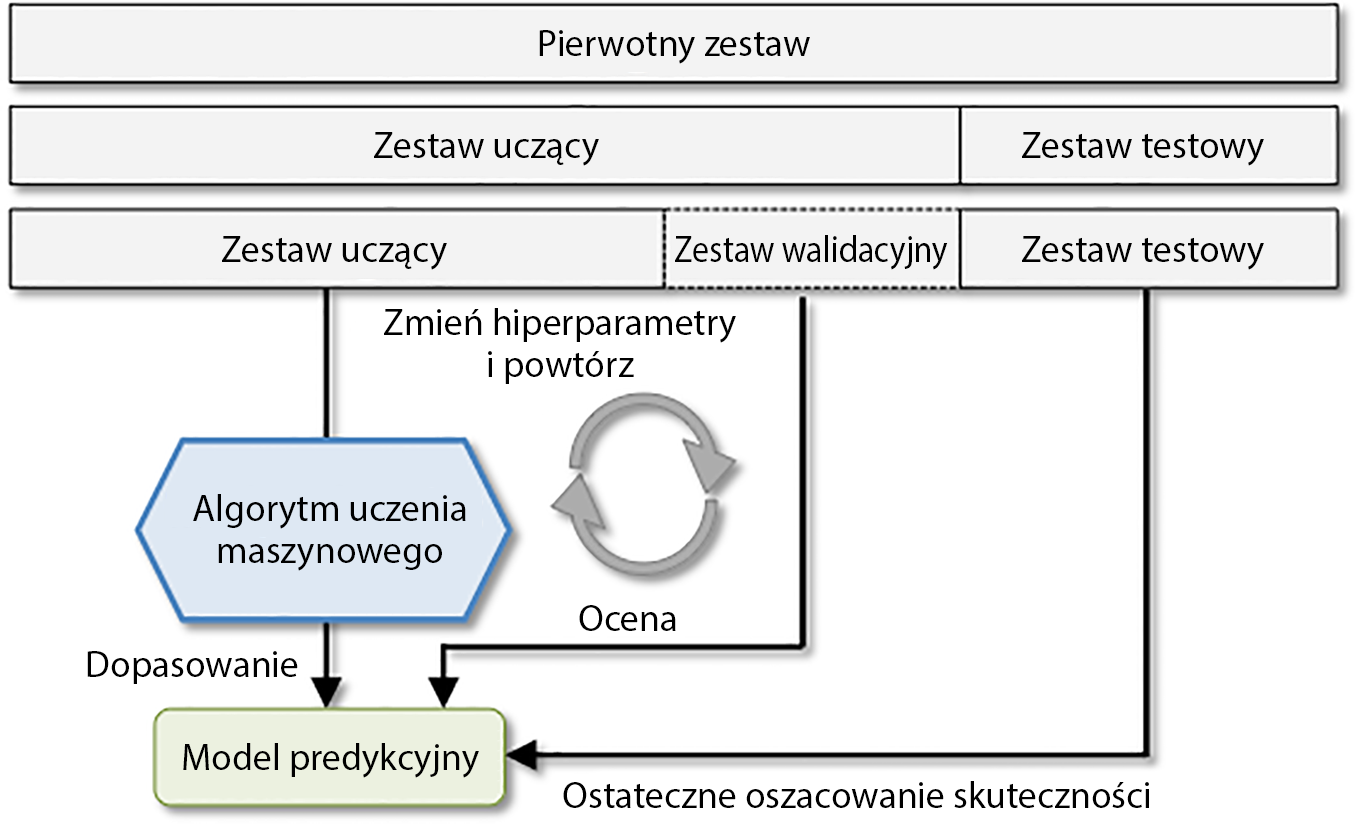 Pierwotny zestaw
Zestaw uczący
Zestaw testowy
Zestaw uczący
Zestaw walidacyjny
Zestaw testowy
Zmień hiperparametry
i powtórz
Algorytm uczenia
maszynowego
Ocena
Dopasowanie
Model predykcyjny
Ostateczne oszacowanie skuteczności